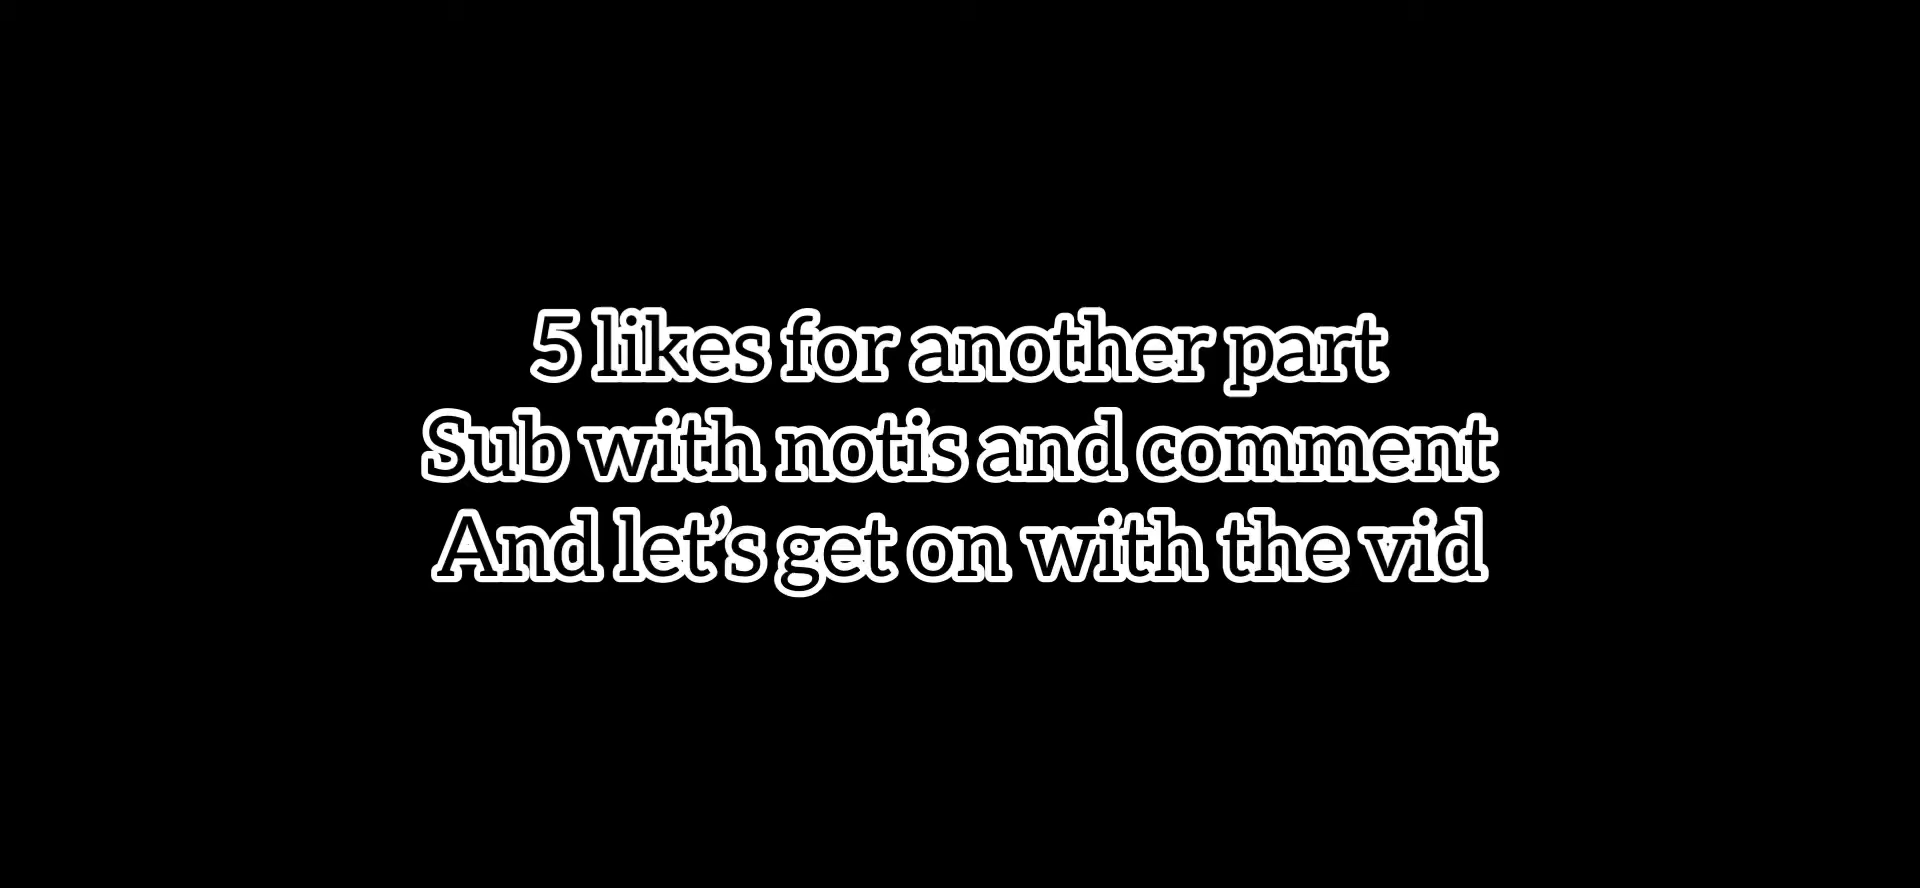 5 likes for another part
Sub with notis and comment
And let’s get on with the vid